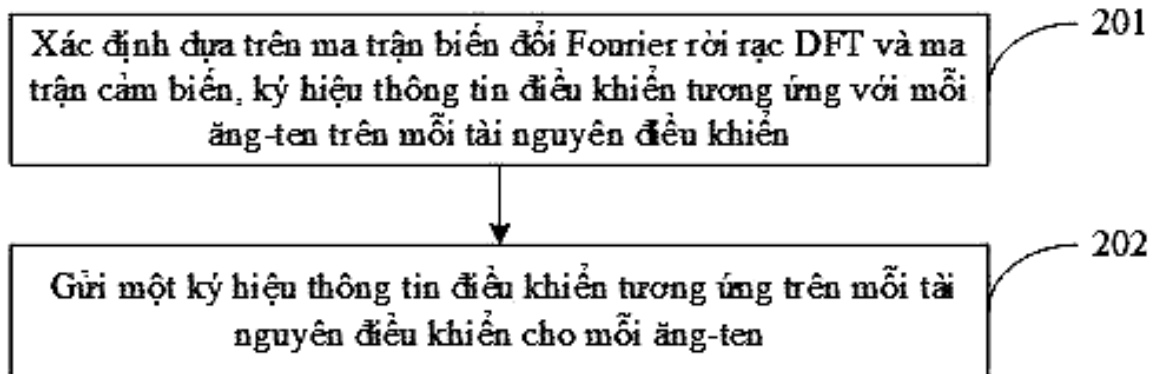 Xác định dựa trên ma trận biến đổi Fourier rời rạc DFT và ma
trận cảm biến, ký hiệu thông tin điều khiển tương ứng với mỗi
ăng-ten trên mỗi tài nguyên điều khiển
201
Gửi một ký hiệu thông tin điều khiển tương ứng trên mỗi tài
nguyên điều khiển cho mỗi ăng-ten
202